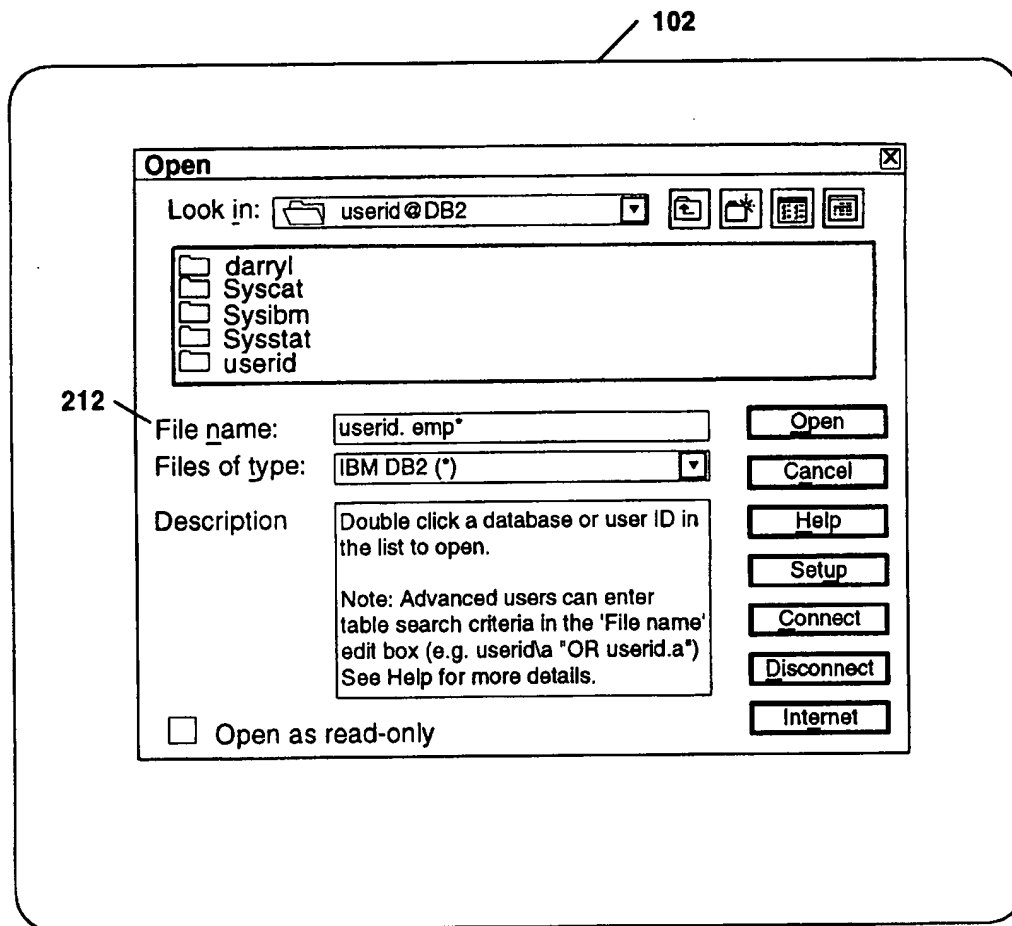 102
Open
Look in: userid@DB2
darryl
Syscat
Sysibm
Sysstat
userid
212
File name: userid. emp*
Open
Files of type: IBM DB2 (*)
Cancel
Description
Double click a database or user ID in
the list to open.
Note: Advanced users can enter
table search criteria in the 'File name'
edit box (e.g. userid\a "OR userid.a")
See Help for more details.
Help
Setup
Connect
Disconnect
Internet
Open as read-only